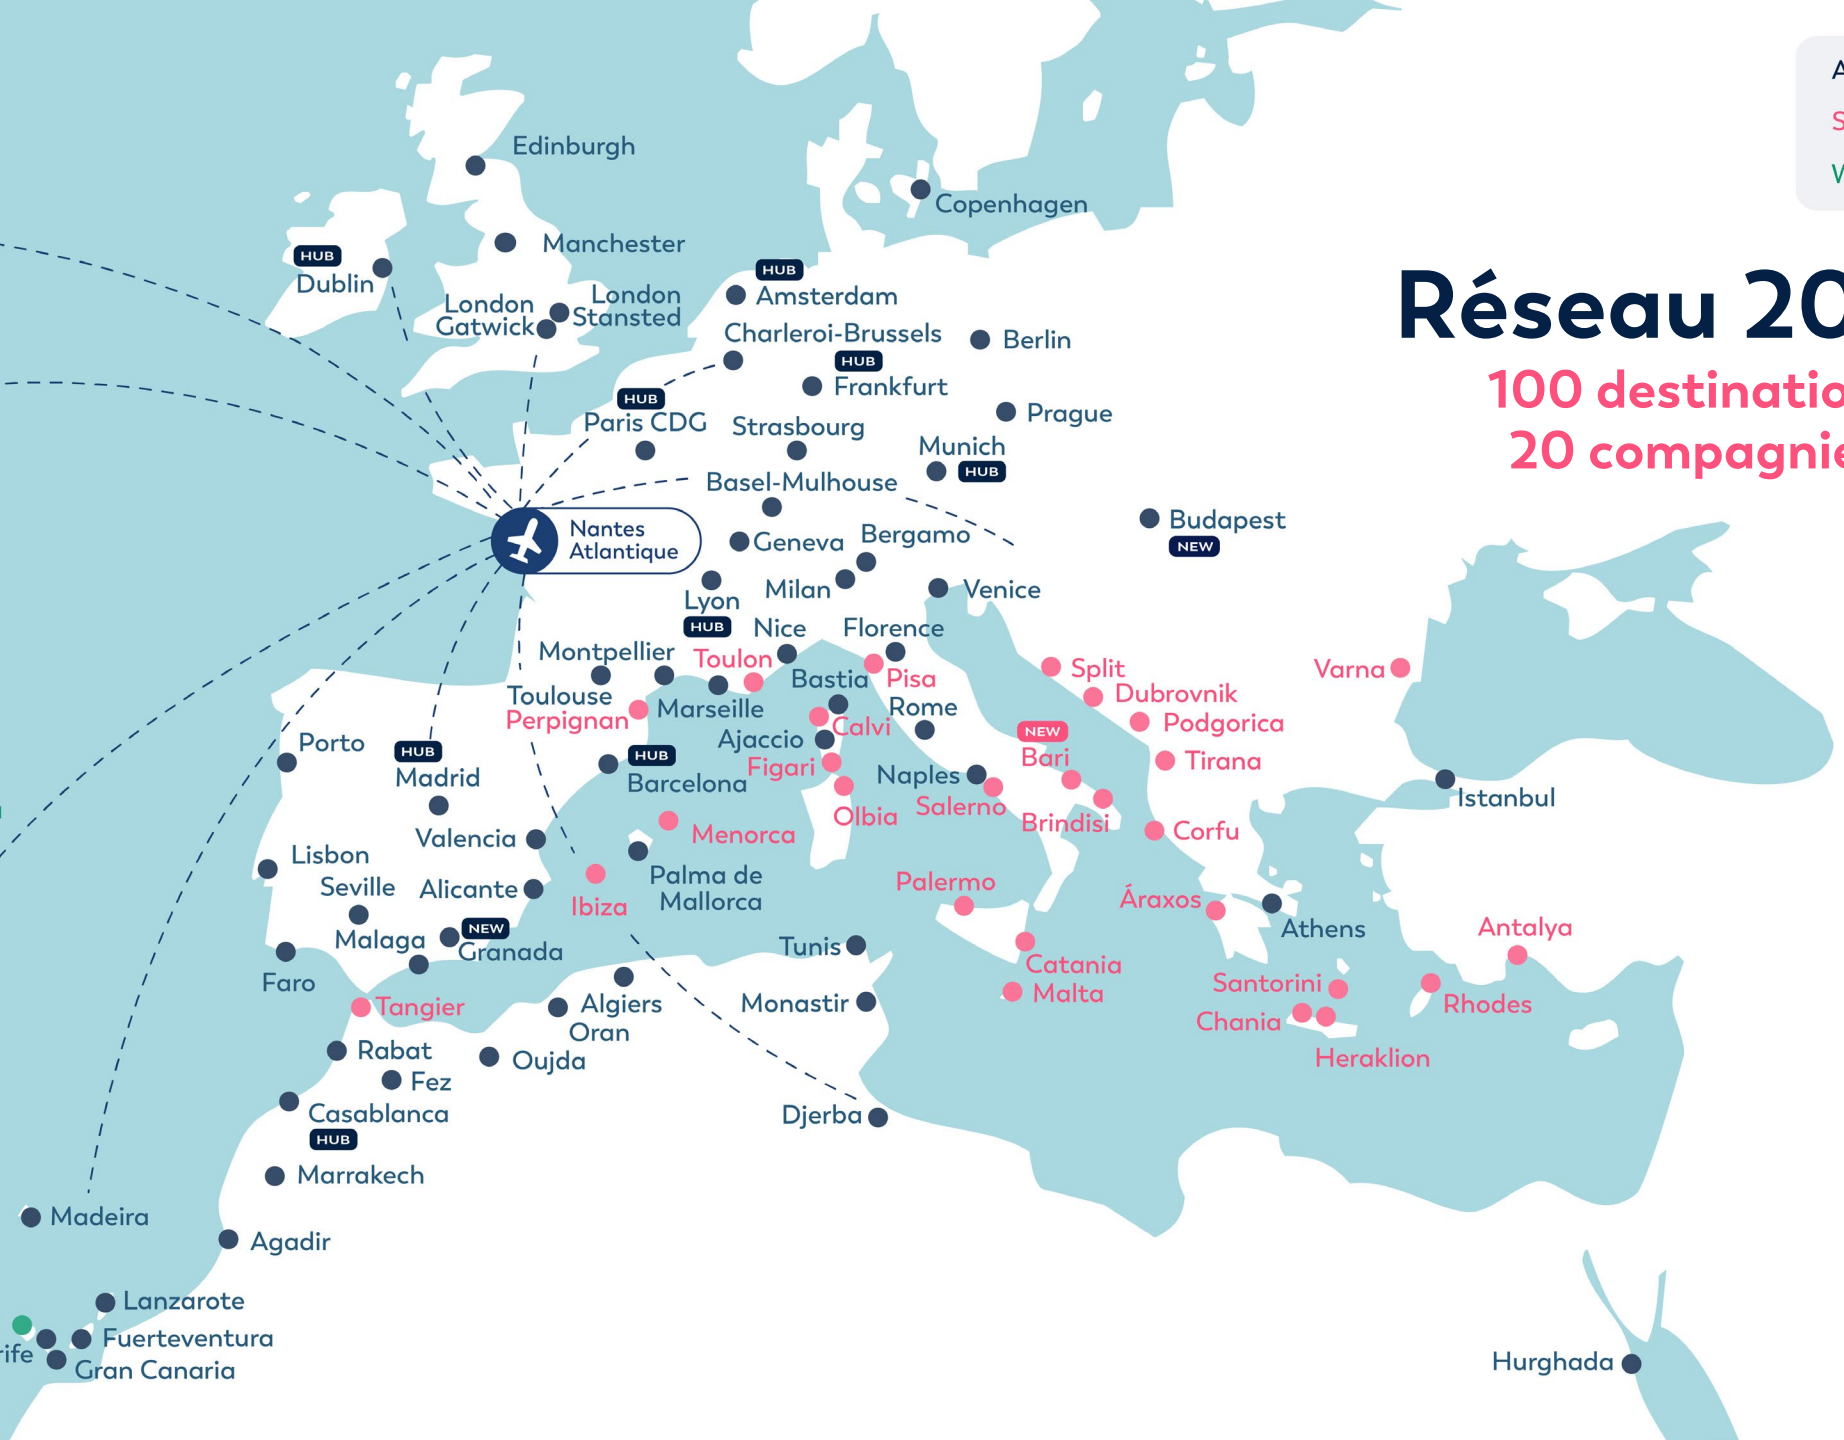 A
S
W
Edinburgh
Copenhagen
Manchester
HUB
Dublin
HUB
Amsterdam
London
Gatwick
London
Stansted
Charleroi-Brussels
Berlin
HUB
Frankfurt
Réseau 20
100 destinatio
20 compagnie
HUB
Paris CDG
Strasbourg
Prague
Munich
HUB
Basel-Mulhouse
Nantes
Atlantique
Geneva
Bergamo
Budapest
NEW
Milan
Venice
Lyon
HUB
Nice
Florence
Montpellier
Toulon
Pisa
Split
Varna
Toulouse
Perpignan
Marseille
Bastia
Rome
Dubrovnik
Calvi
Podgorica
Porto
HUB
Madrid
HUB
Barcelona
Ajaccio
Figari
NEW
Bari
Tirana
Naples
Istanbul
Olbia
Salerno
Brindisi
Corfu
Valencia
Menorca
Lisbon
Seville
Alicante
Palma de
Mallorca
Ibiza
Palermo
Áraxos
Athens
Antalya
Malaga
NEW
Granada
Tunis
Faro
Catania
Malta
Santorini
Rhodes
Chania
Heraklion
Tangier
Algiers
Oran
Monastir
Rabat
Oujda
Fez
Casablanca
HUB
Djerba
Marrakech
Madeira
Agadir
Lanzarote
Fuerteventura
rife
Gran Canaria
Hurghada